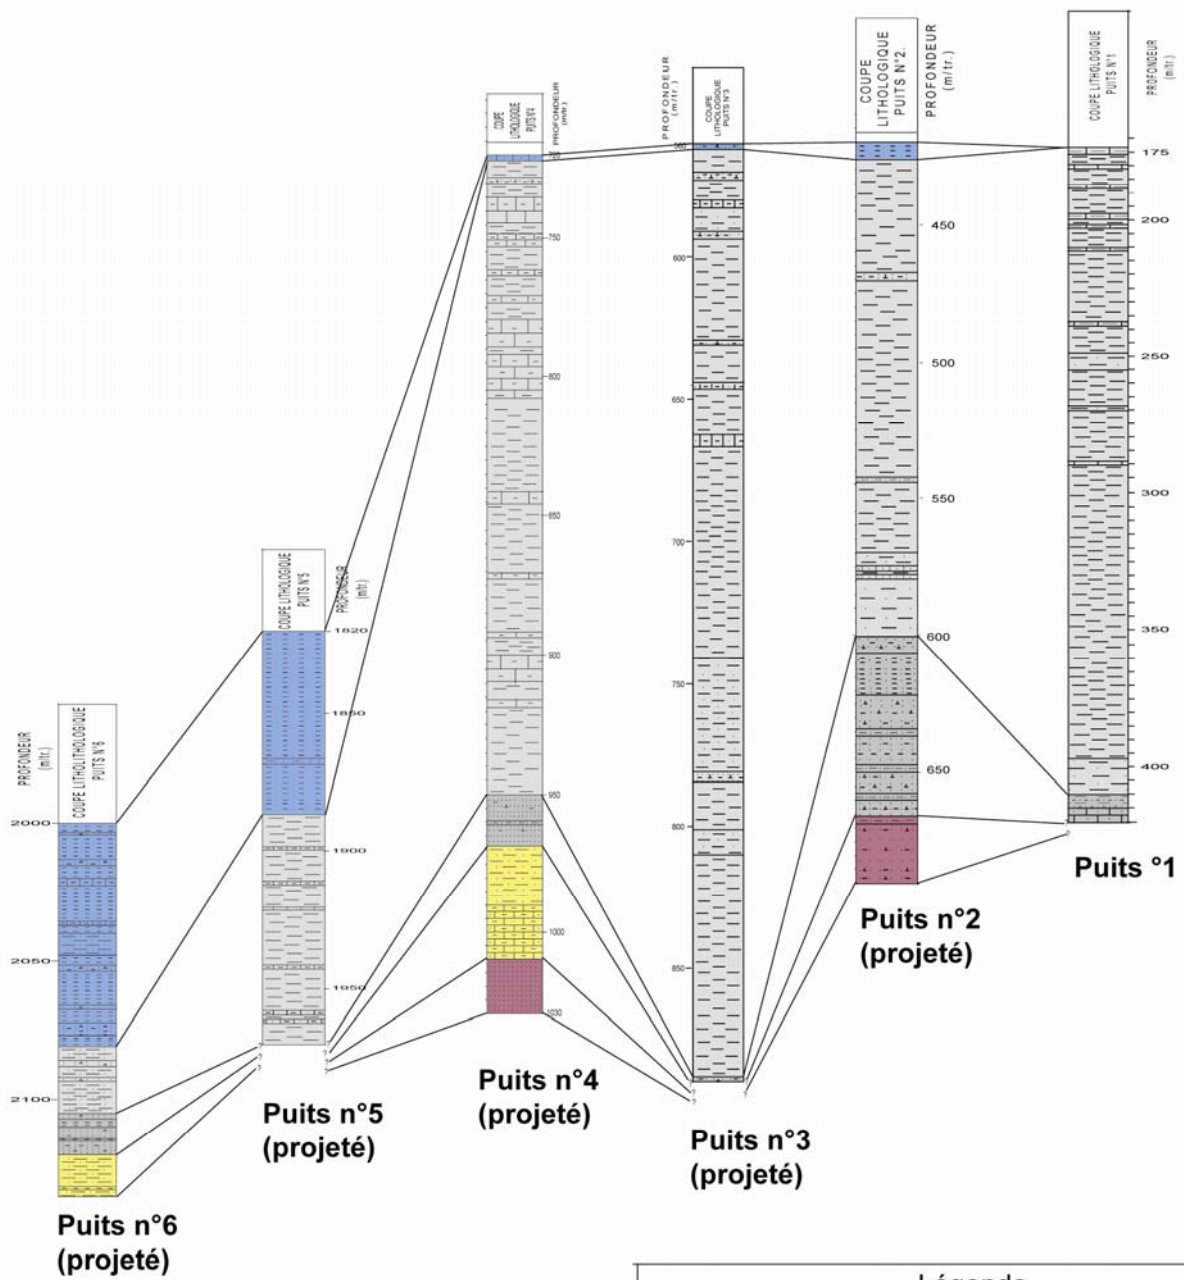 COUPE LITHOLITHOLOGIQUE
PUITS N°6
PROFONDEUR
(m/tr.)
2000
2050
2100
Puits n°6
(projeté)
COUPE LITHOLOGIQUE
PUITS N°5
PROFONDEUR
(m/tr.)
1820
1850
1900
1950
?
?
?
?
?
?
Puits n°5
(projeté)
COUPE
LITHOLOGIQUE
PUITS N°4
PROFONDEUR
(m/tr.)
720
750
800
850
900
950
1000
1030
Puits n°4
(projeté)
PROFONDEUR
(m/tr.)
COUPE
LITHOLOGIQUE
PUITS N°3
560
600
650
700
750
800
850
?
?
?
?
Puits n°3
(projeté)
COUPE
LITHOLOGIQUE
PUITS N°2.
PROFONDEUR
(m/tr.)
450
500
550
600
650
Puits n°2
(projeté)
COUPE LITHOLOGIQUE
PUITS N°1
PROFONDEUR
(m/tr.)
175
200
250
300
350
400
?
Puits °1
Légende